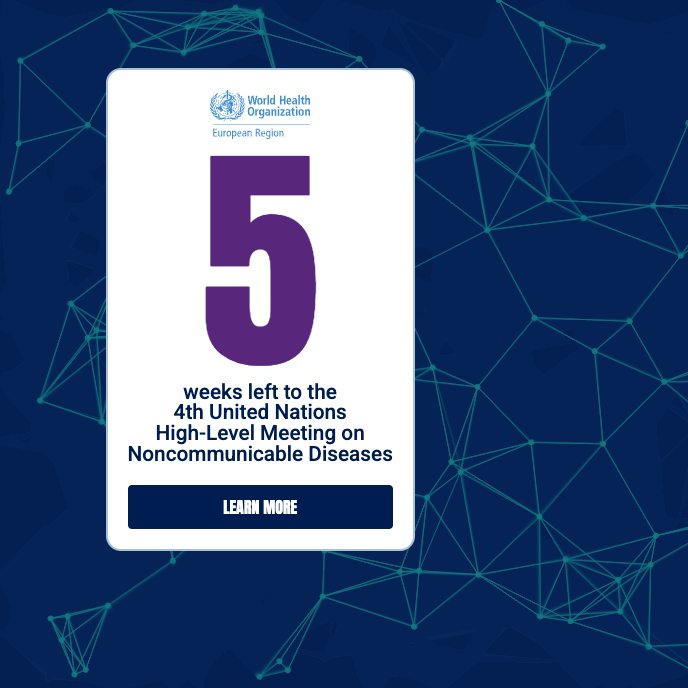 World Health
Organization
European Region
5
weeks left to the
4th United Nations
High-Level Meeting on
Noncommunicable Diseases
LEARN MORE